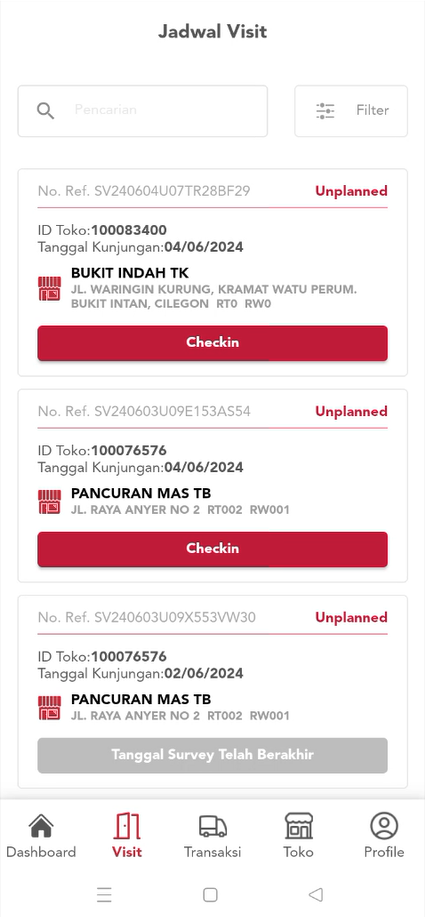 Jadwal Visit
Pencarian
Filter
No. Ref. SV240604U07TR28BF29 Unplanned
ID Toko:100083400
Tanggal Kunjungan:04/06/2024
BUKIT INDAH TK
JL. WARINGIN KURUNG, KRAMAT WATU PERUM.
BUKIT INTAN, CILEGON RT0 RW0
Checkin
No. Ref. SV240603U09E153AS54 Unplanned
ID Toko:100076576
Tanggal Kunjungan:04/06/2024
PANCURAN MAS TB
JL. RAYA ANYER NO 2 RT002 RW001
Checkin
No. Ref. SV240603U09X553VW30 Unplanned
ID Toko:100076576
Tanggal Kunjungan:02/06/2024
PANCURAN MAS TB
JL. RAYA ANYER NO 2 RT002 RW001
Tanggal Survey Telah Berakhir
Dashboard Visit Transaksi Toko Profile